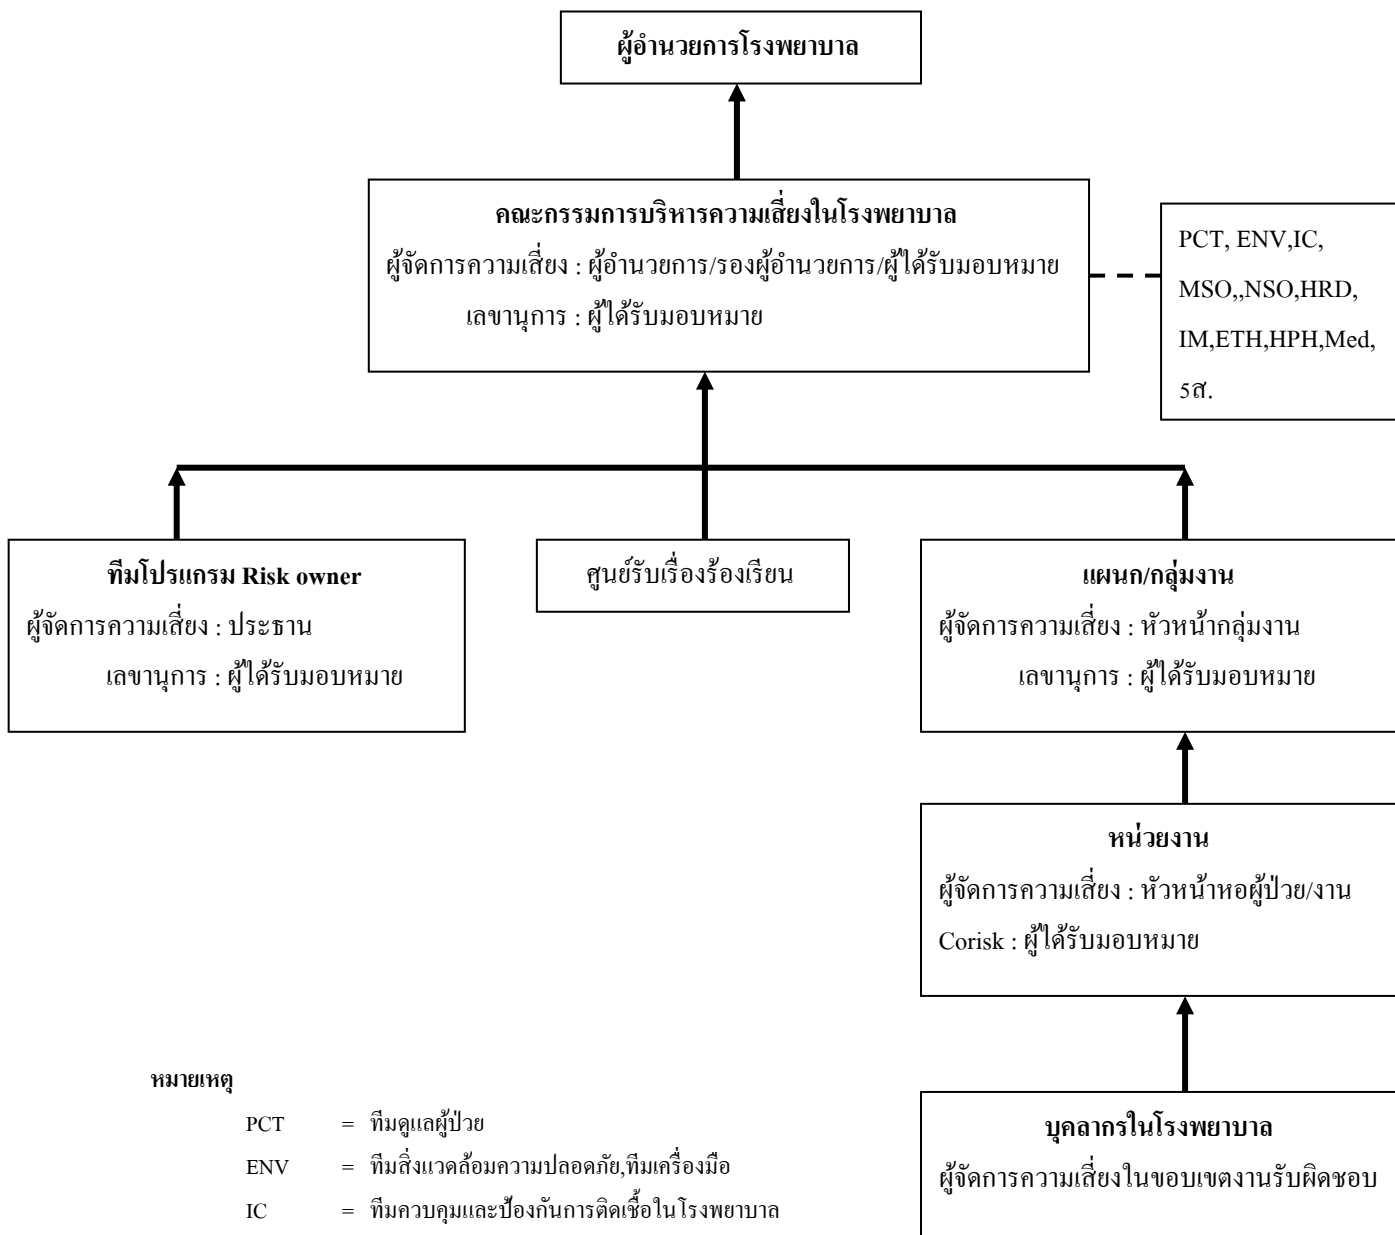 ผู้อำนวยการโรงพยาบาล
คณะกรรมการบริหารความเสี่ยงในโรงพยาบาล
ผู้จัดการความเสี่ยง : ผู้อำนวยการ/รองผู้อำนวยการ/ผู้ได้รับมอบหมาย
เลขานุการ : ผู้ได้รับมอบหมาย
PCT, ENV,IC,
MSO,,NSO,HRD,
IM,ETH,HPH,Med,
5ส.
ทีมโปรแกรม Risk owner
ผู้จัดการความเสี่ยง : ประธาน
เลขานุการ : ผู้ได้รับมอบหมาย
ศูนย์รับเรื่องร้องเรียน
แผนก/กลุ่มงาน
ผู้จัดการความเสี่ยง : หัวหน้ากลุ่มงาน
เลขานุการ : ผู้ได้รับมอบหมาย
หน่วยงาน
ผู้จัดการความเสี่ยง : หัวหน้าหอผู้ป่วย/งาน
Corisk : ผู้ได้รับมอบหมาย
บุคลากรในโรงพยาบาล
ผู้จัดการความเสี่ยงในขอบเขตงานรับผิดชอบ
หมายเหตุ
PCT = ทีมดูแลผู้ป่วย
ENV = ทีมสิ่งแวดล้อมความปลอดภัย,ทีมเครื่องมือ
IC = ทีมควบคุมและป้องกันการติดเชื้อในโรงพยาบาล